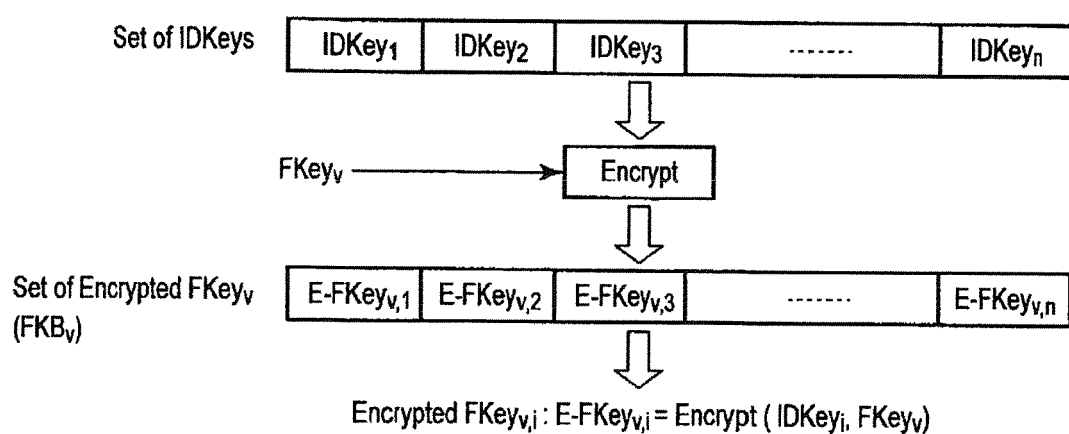 Set of IDKeys IDKey1 IDKey2 IDKey3 ------- IDKeyn
FKeyv Encrypt
Set of Encrypted FKeyv
(FKBv)
E-FKeyv,1 E-FKeyv,2 E-FKeyv,3 ------- E-FKeyv,n
Encrypted FKeyv,i : E-FKeyv,i = Encrypt ( IDKeyi, FKeyv)